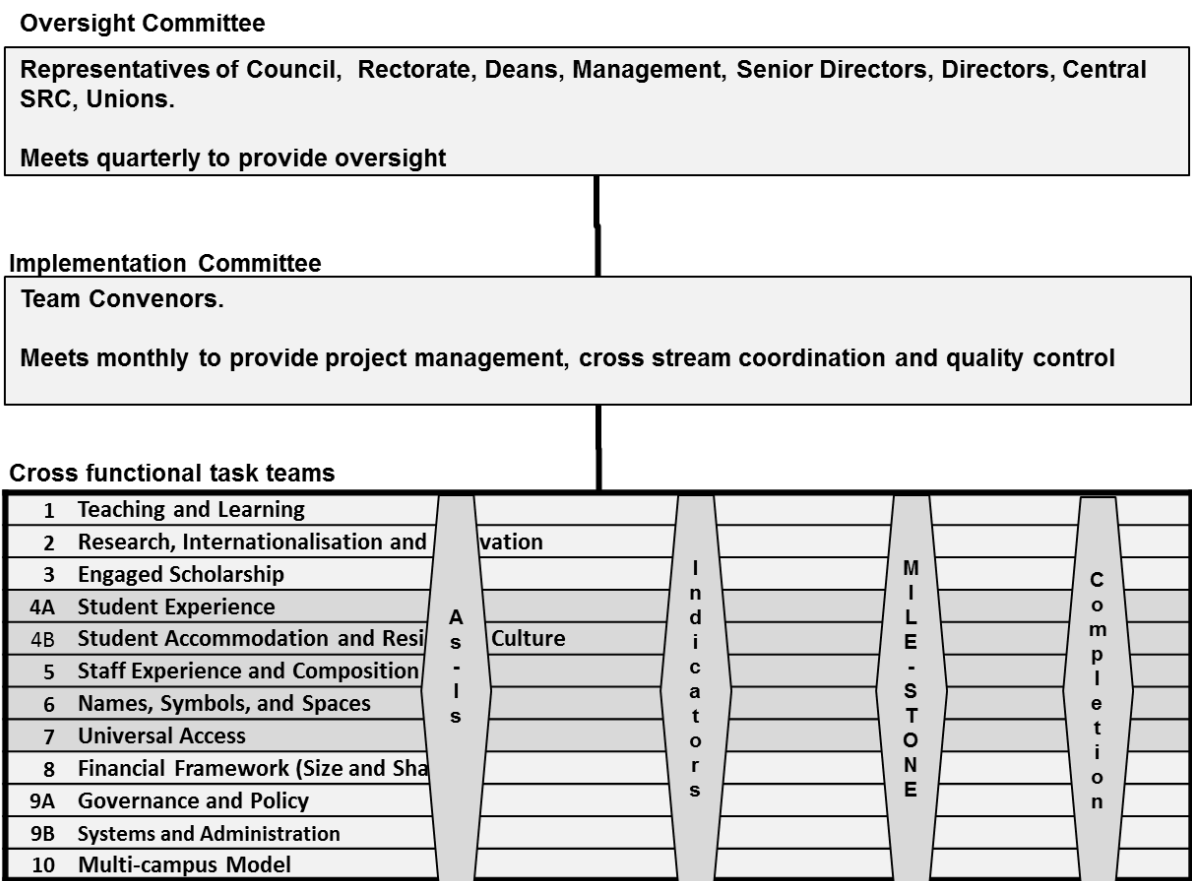 Oversight Committee
Representatives of Council, Rectorate, Deans, Management, Senior Directors, Directors, Central
SRC, Unions.
Meets quarterly to provide oversight
Implementation Committee
Team Convenors.
Meets monthly to provide project management, cross stream coordination and quality control
Cross functional task teams
1 Teaching and Learning
2 Research, Internationalisation and vation
3 Engaged Scholarship
4A Student Experience
4B Student Accommodation and Resi Culture
5 Staff Experience and Composition
6 Names, Symbols, and Spaces
7 Universal Access
8 Financial Framework (Size and Sha
9A Governance and Policy
9B Systems and Administration
10 Multi-campus Model
As-Is
Indicators
MILE-STONE
Completion